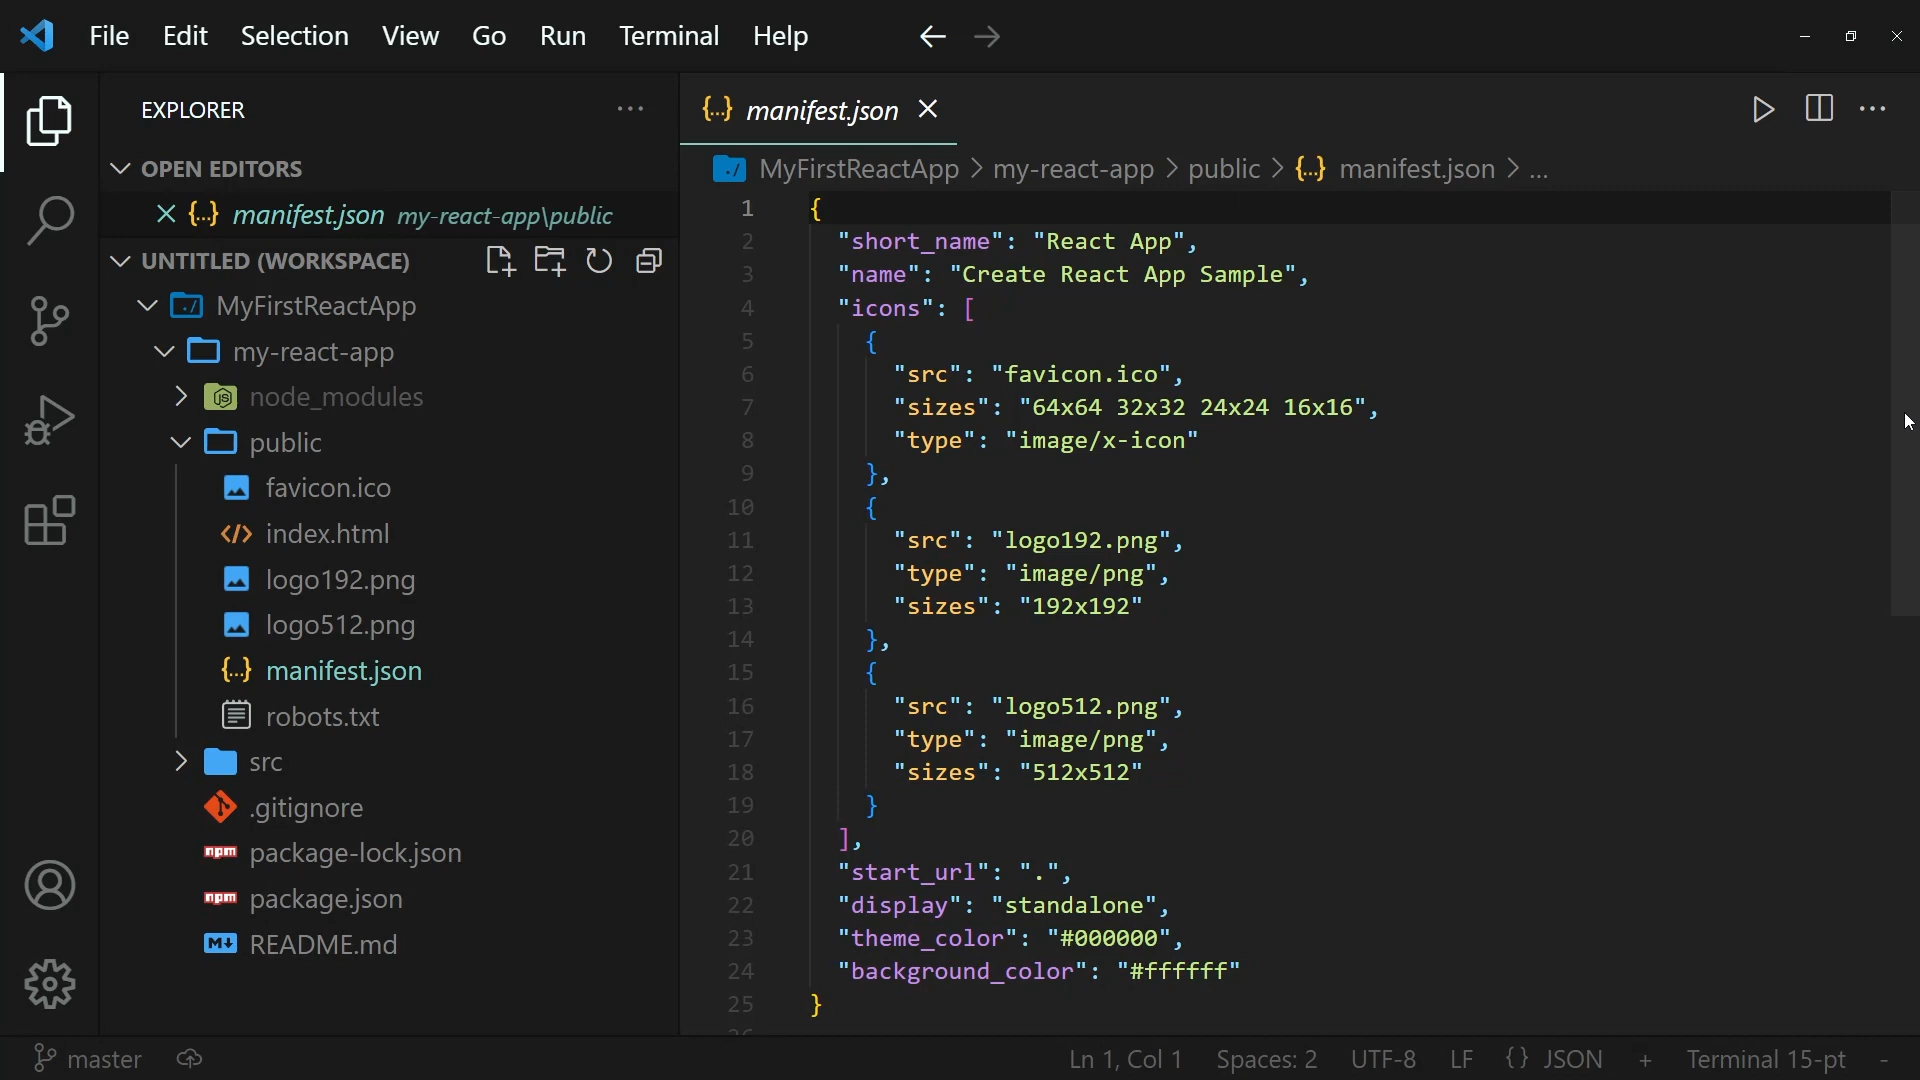 File Edit Selection View Go Run Terminal Help
EXPLORER
OPEN EDITORS
manifest.json my-react-app\public
UNTITLED (WORKSPACE)
MyFirstReactApp
my-react-app
node_modules
public
favicon.ico
index.html
logo192.png
logo512.png
manifest.json
robots.txt
src
.gitignore
package-lock.json
package.json
README.md
manifest.json
MyFirstReactApp > my-react-app > public > {..} manifest.json > ...
1 {
2 "short_name": "React App",
3 "name": "Create React App Sample",
4 "icons": [
5 {
6 "src": "favicon.ico",
7 "sizes": "64x64 32x32 24x24 16x16",
8 "type": "image/x-icon"
9 },
10 {
11 "src": "logo192.png",
12 "type": "image/png",
13 "sizes": "192x192"
14 },
15 {
16 "src": "logo512.png",
17 "type": "image/png",
18 "sizes": "512x512"
19 }
20 ],
21 "start_url": ".",
22 "display": "standalone",
23 "theme_color": "#000000",
24 "background_color": "#ffffff"
25 }
master Ln 1, Col 1 Spaces: 2 UTF-8 LF {} JSON + Terminal 15-pt -